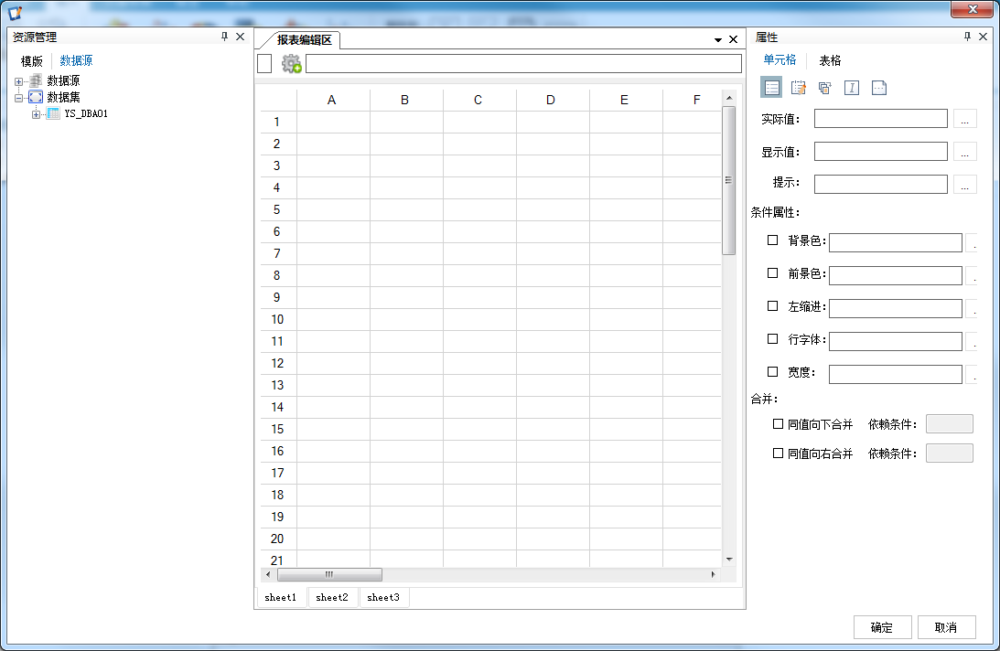 资源管理
模版 数据源
数据源
数据集
YS_DBA01
报表编辑区
A B C D E F
1
2
3
4
5
6
7
8
9
10
11
12
13
14
15
16
17
18
19
20
21
sheet1 sheet2 sheet3
属性
单元格 表格
实际值： ...
显示值： ...
提示： ...
条件属性：
背景色： .
前景色： .
左缩进： .
行字体： .
宽度： .
合并：
同值向下合并 依赖条件：
同值向右合并 依赖条件：
确定 取消